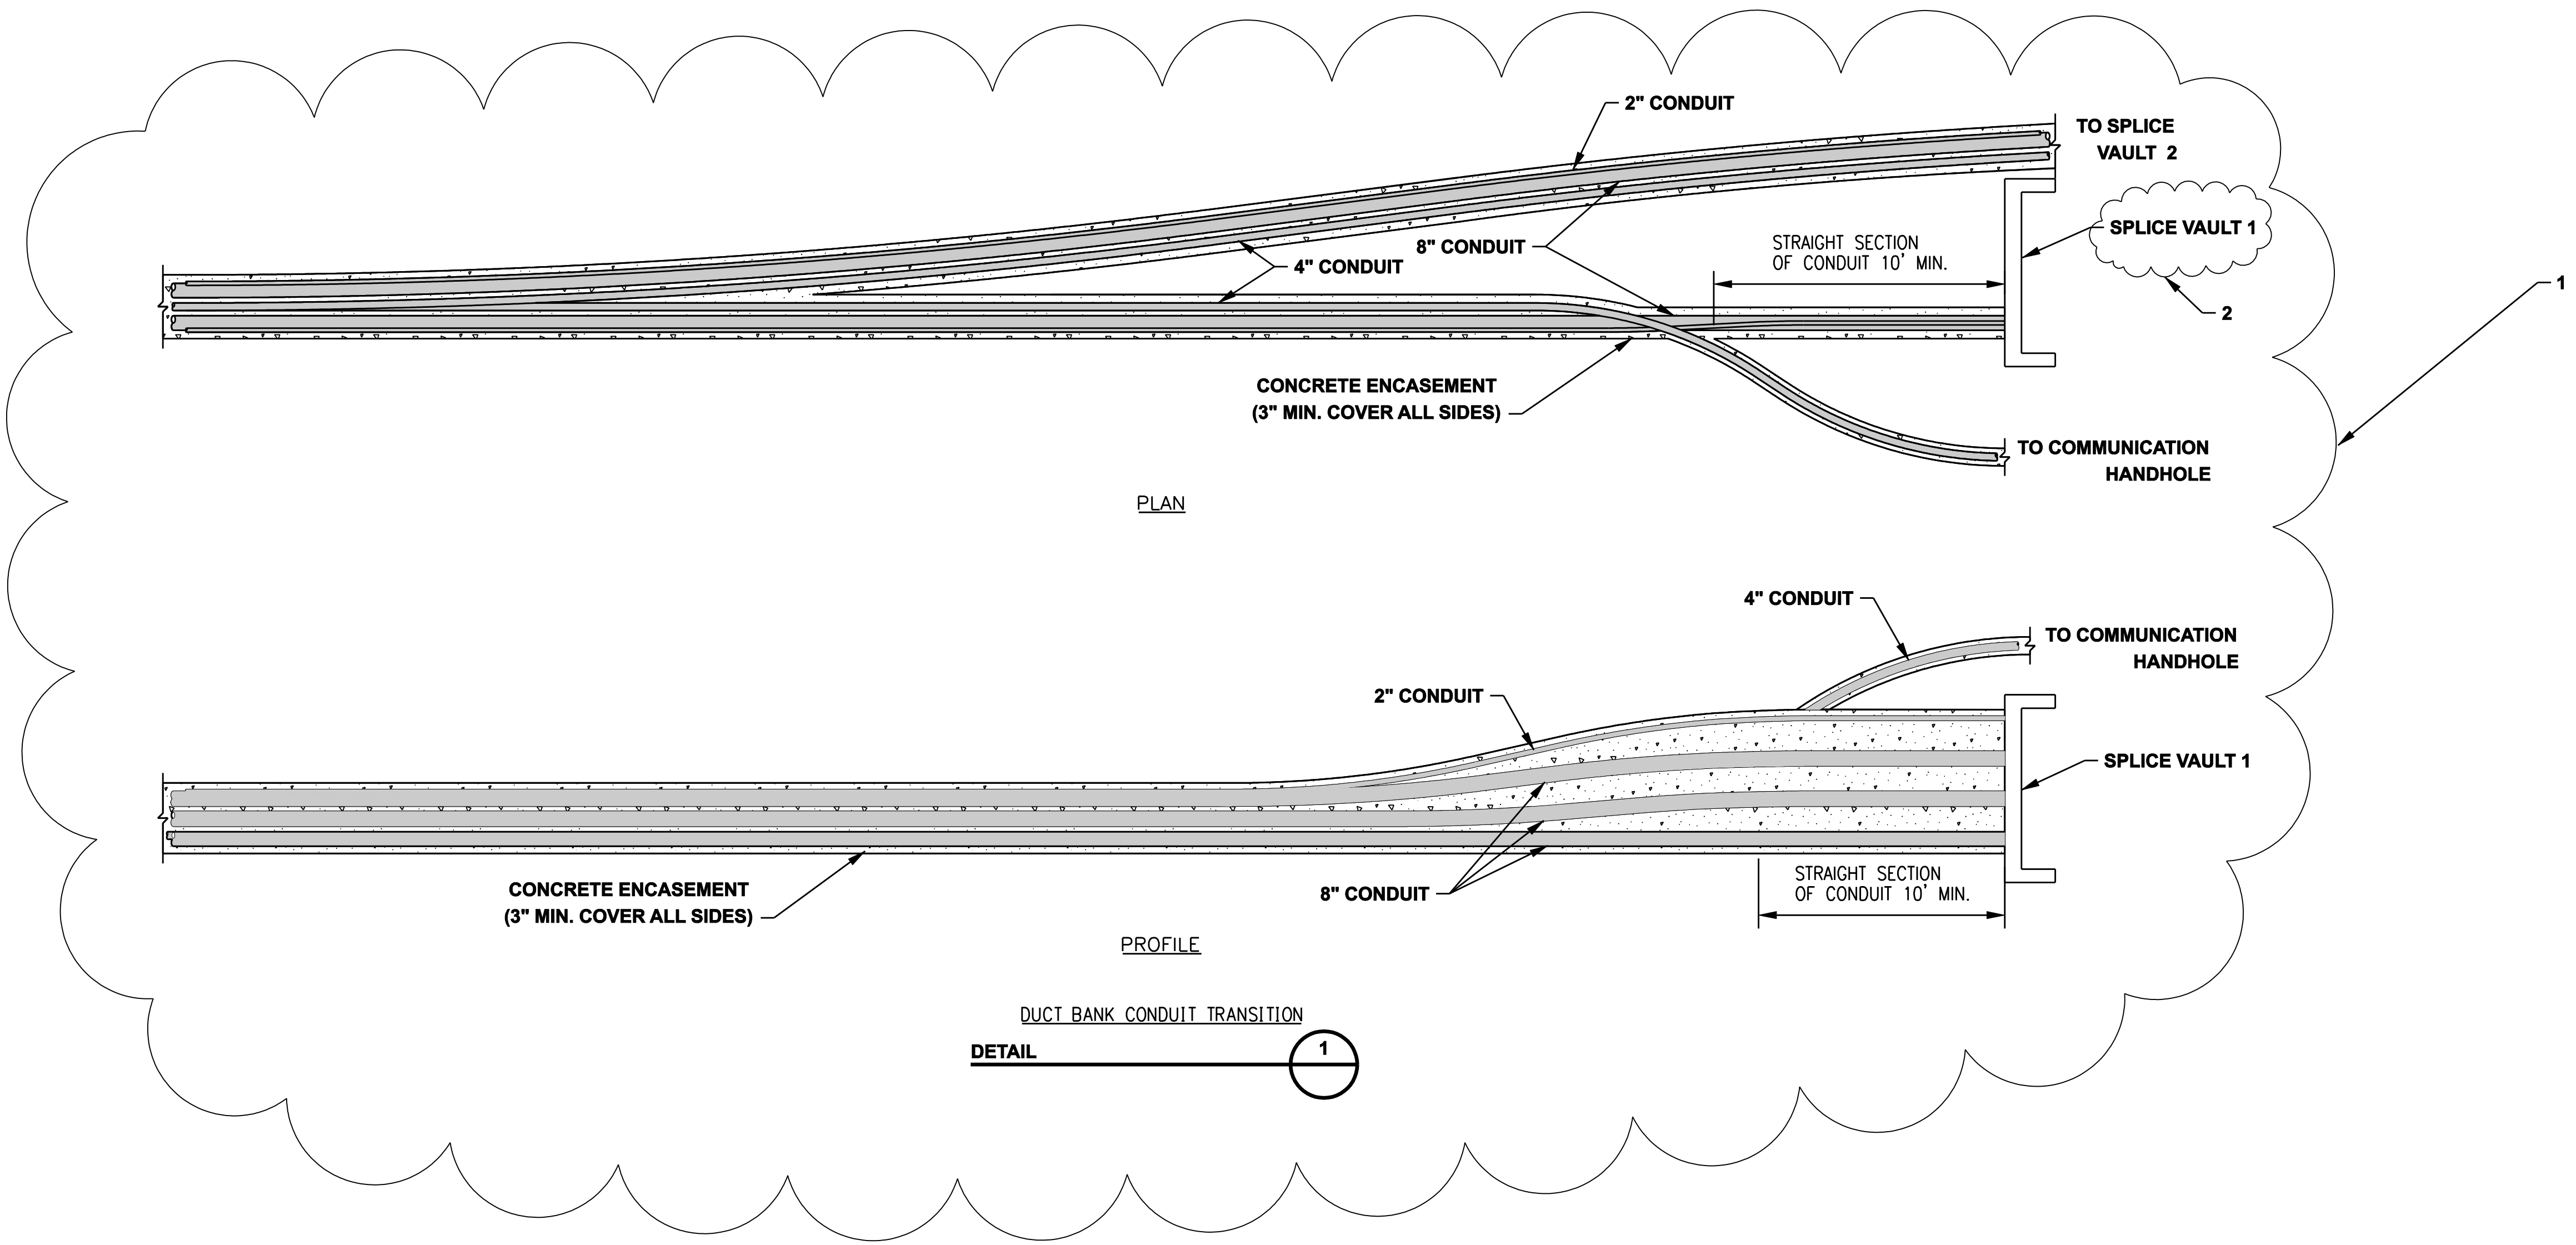 2" CONDUIT
TO SPLICE
VAULT 2
SPLICE VAULT 1
8" CONDUIT
STRAIGHT SECTION
OF CONDUIT 10' MIN.
4" CONDUIT
1
2
CONCRETE ENCASEMENT
(3" MIN. COVER ALL SIDES)
TO COMMUNICATION
HANDHOLE
PLAN
4" CONDUIT
TO COMMUNICATION
HANDHOLE
2" CONDUIT
SPLICE VAULT 1
STRAIGHT SECTION
OF CONDUIT 10' MIN.
8" CONDUIT
CONCRETE ENCASEMENT
(3" MIN. COVER ALL SIDES)
PROFILE
DUCT BANK CONDUIT TRANSITION
DETAIL
1